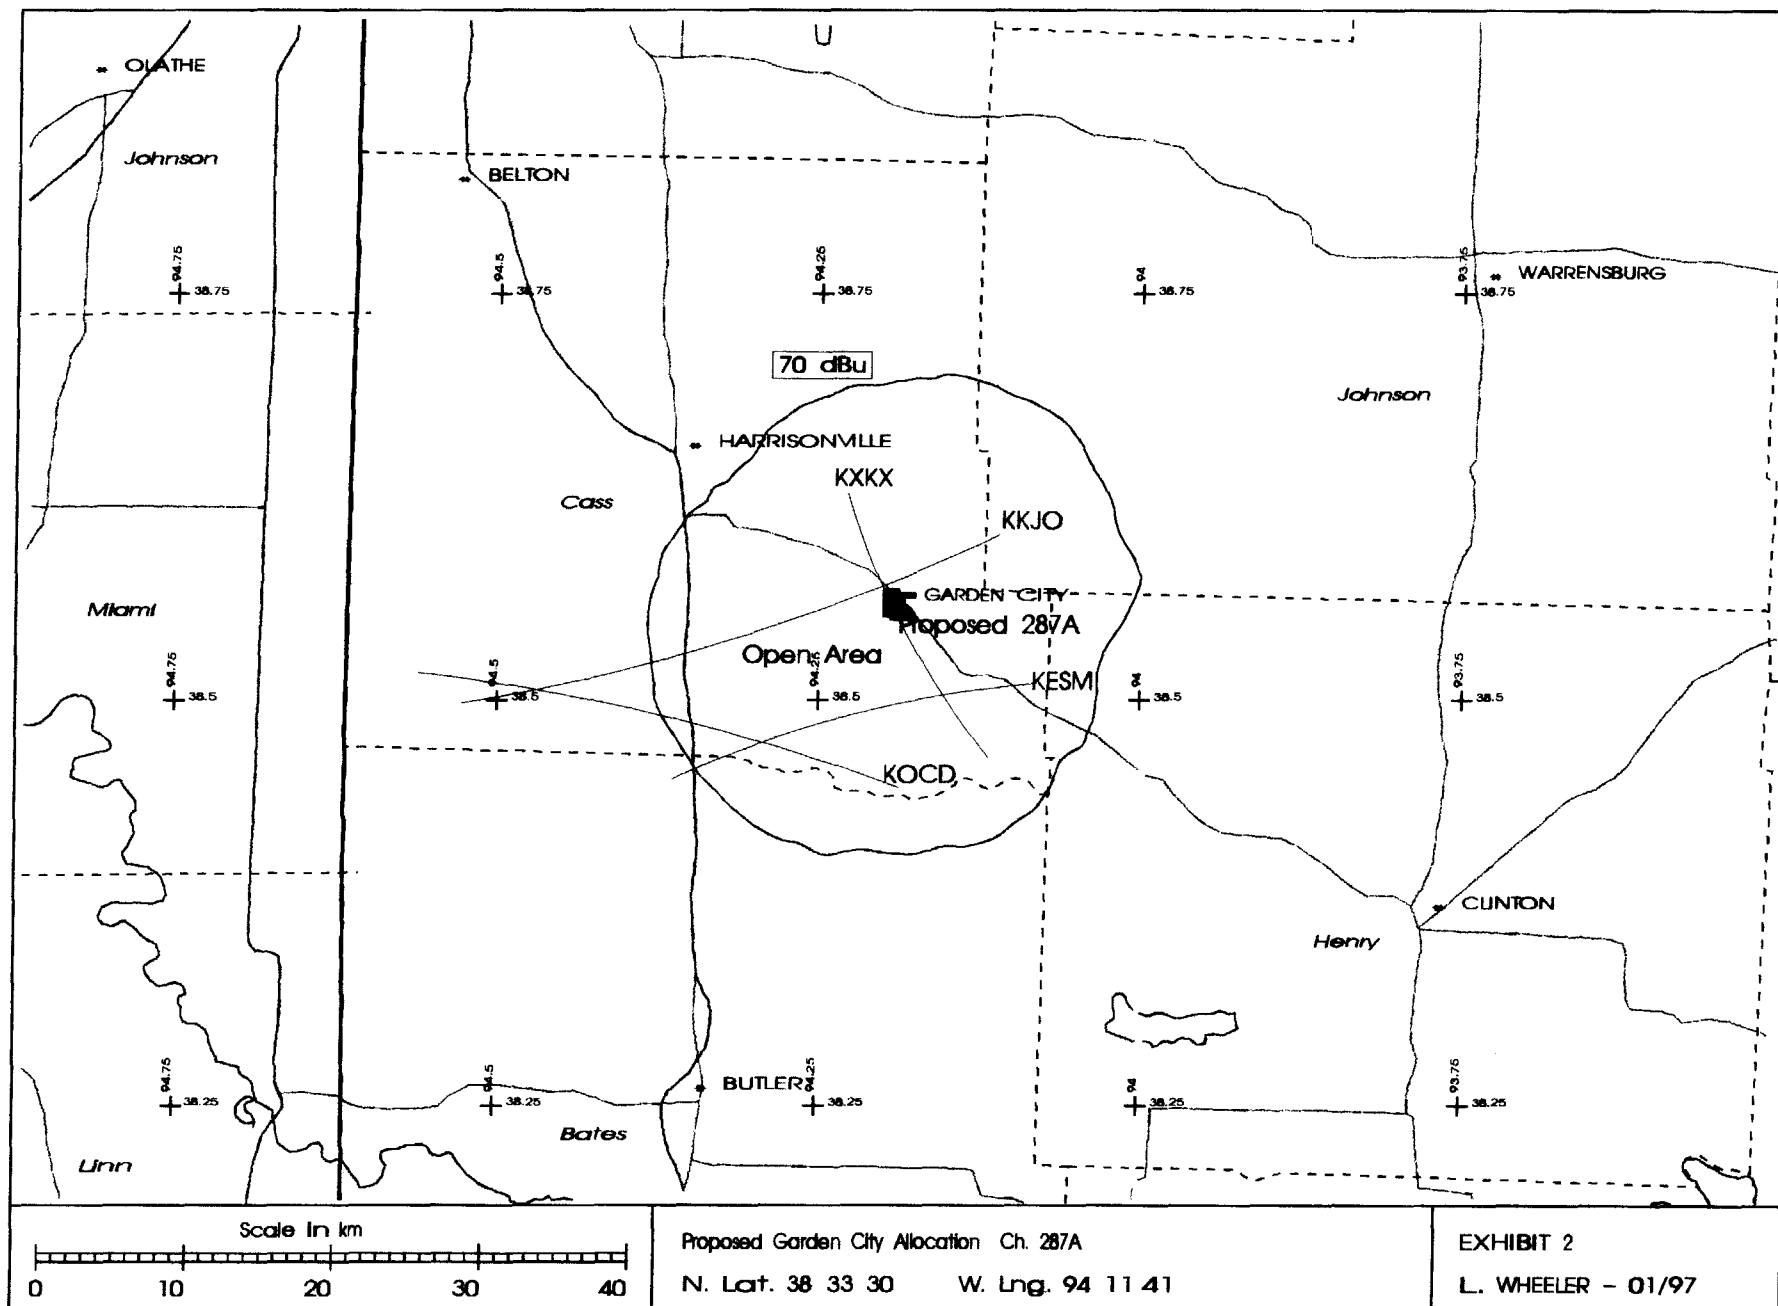 OLATHE
Johnson
BELTON
94.75
38.75
94.5
38.75
94.25
38.75
94
38.75
93.75
38.75
WARRENSBURG
70 dBu
Johnson
HARRISONVILLE
KXKX
Cass
KKJO
Miami
GARDEN CITY
Proposed 287A
Open Area
94.75
38.5
94.5
38.5
94.25
38.5
KESM
94
38.5
93.75
38.5
KOCD
CLINTON
Henry
94.75
38.25
94.5
38.25
BUTLER
94.25
38.25
94
38.25
93.75
38.25
Bates
Linn
Scale in km
0 10 20 30 40
Proposed Garden City Allocation Ch. 287A
N. Lat. 38 33 30 W. Lng. 94 11 41
EXHIBIT 2
L. WHEELER - 01/97